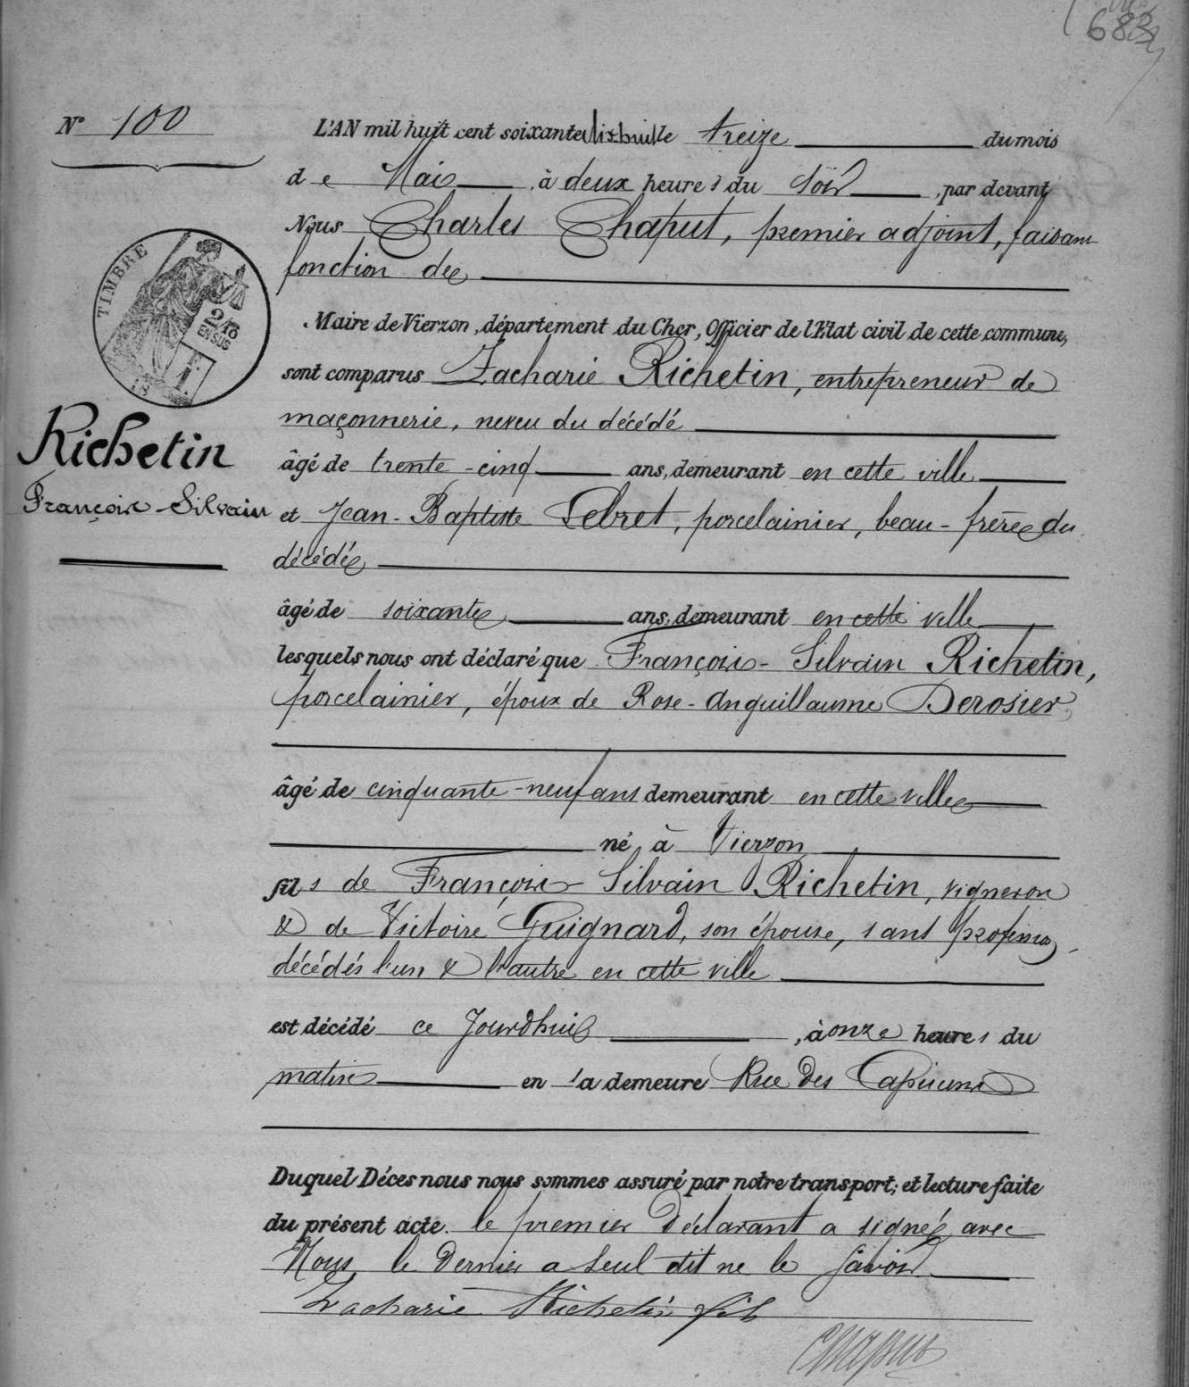 683
N° 100
L'AN mil huit cent soixante dix huit le treize du mois
de Mai à deux heures du Soir par devant
Nous Charles Chaput, premier adjoint, faisant
fonction de
Maire de Vierzon, département du Cher, Officier de l'Etat civil de cette commune,
sont comparus Zacharie Richetin, entrepreneur de
maçonnerie, neveu du décédé
âgé de trente-cinq ans, demeurant en cette ville
et Jean-Baptiste Lebret, porcelainier, beau-frère du
décédé
âgé de soixante ans, demeurant en cette ville
lesquels nous ont déclaré que François-Silvain Richetin,
porcelainier, époux de Rose-Anguillaume Derosier
âgé de cinquante-neuf ans demeurant en cette ville
né à Vierzon
fils de François-Silvain Richetin, vigneron
& de Victoire Guignard, son épouse, sans profession
décédés l'un & l'autre en cette ville
est décédé ce Jourdhui, à onze heures du
matin en sa demeure Rue Des Capucins
Duquel Décès nous nous sommes assuré par notre transport; et lecture faite
du présent acte. le premier Déclarant a signé avec
Nous le Dernier a seul dit ne le Savoir
Zacharie Richetin fils
Chaput
TIMBRE
2/10
EN SUS
Richetin
François-Silvain